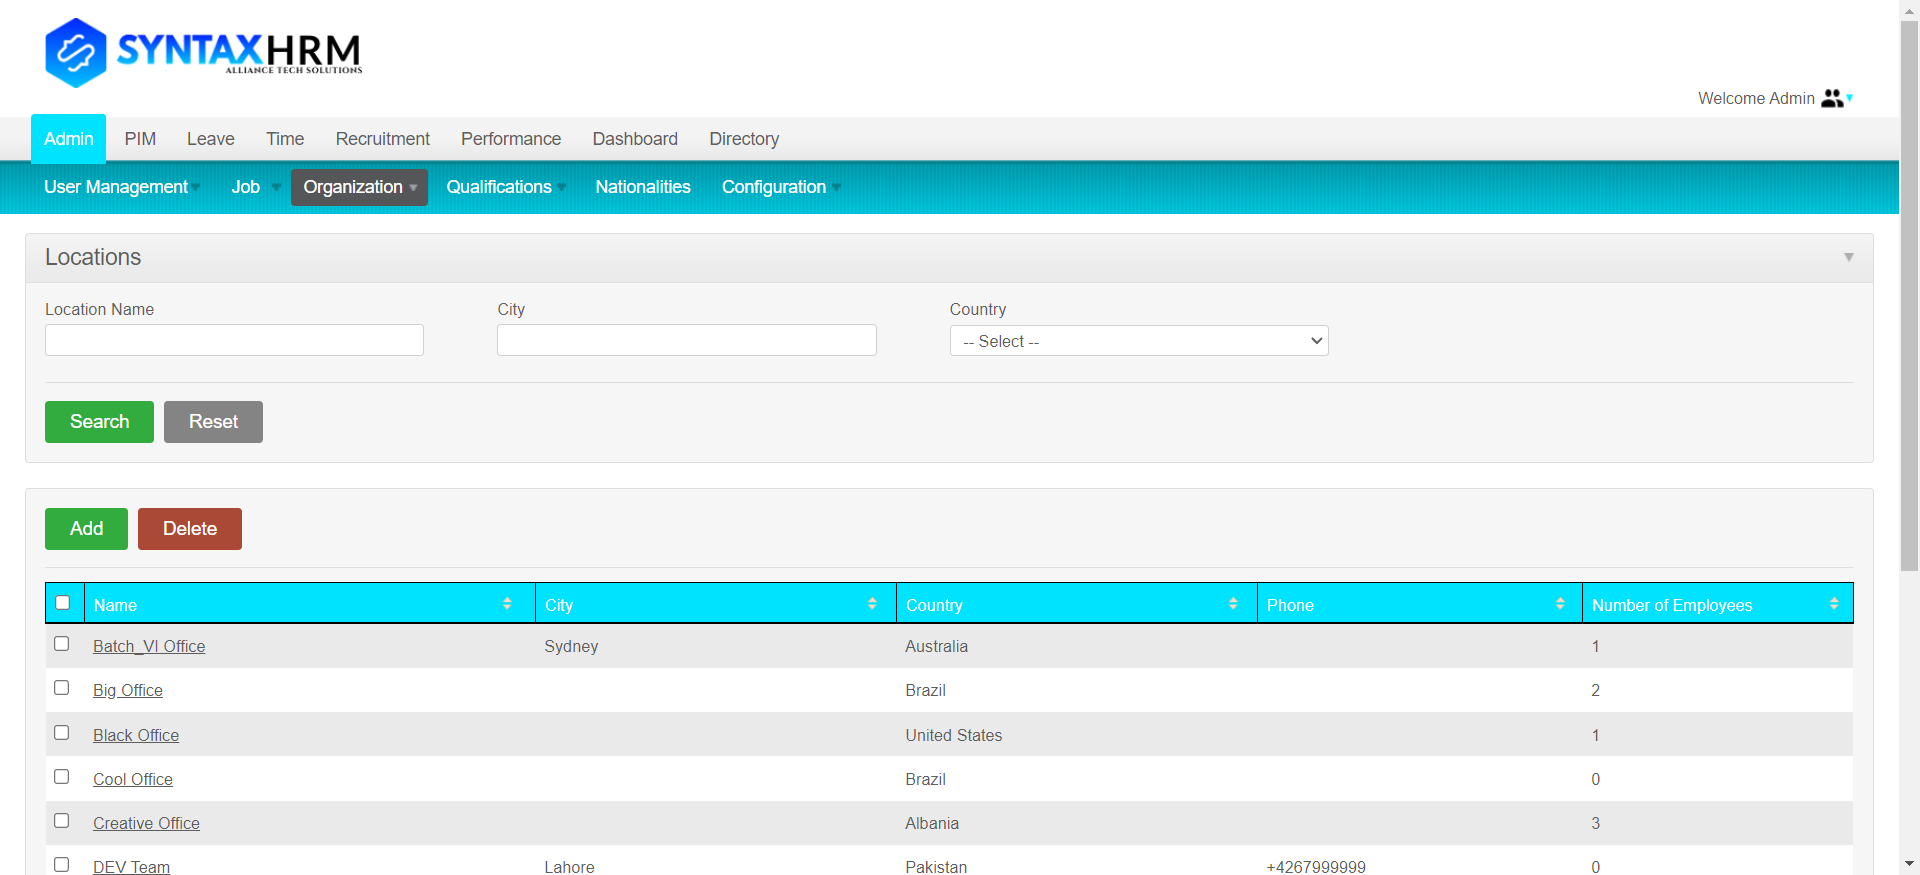 SYNTAXHRM
ALLIANCE TECH SOLUTIONS
Welcome Admin
Admin PIM Leave Time Recruitment Performance Dashboard Directory
User Management Job Organization Qualifications Nationalities Configuration
Locations
Location Name City Country
-- Select --
Search Reset
Add Delete
Name City Country Phone Number of Employees
Batch_VI Office Sydney Australia 1
Big Office Brazil 2
Black Office United States 1
Cool Office Brazil 0
Creative Office Albania 3
DEV Team Lahore Pakistan +4267999999 0